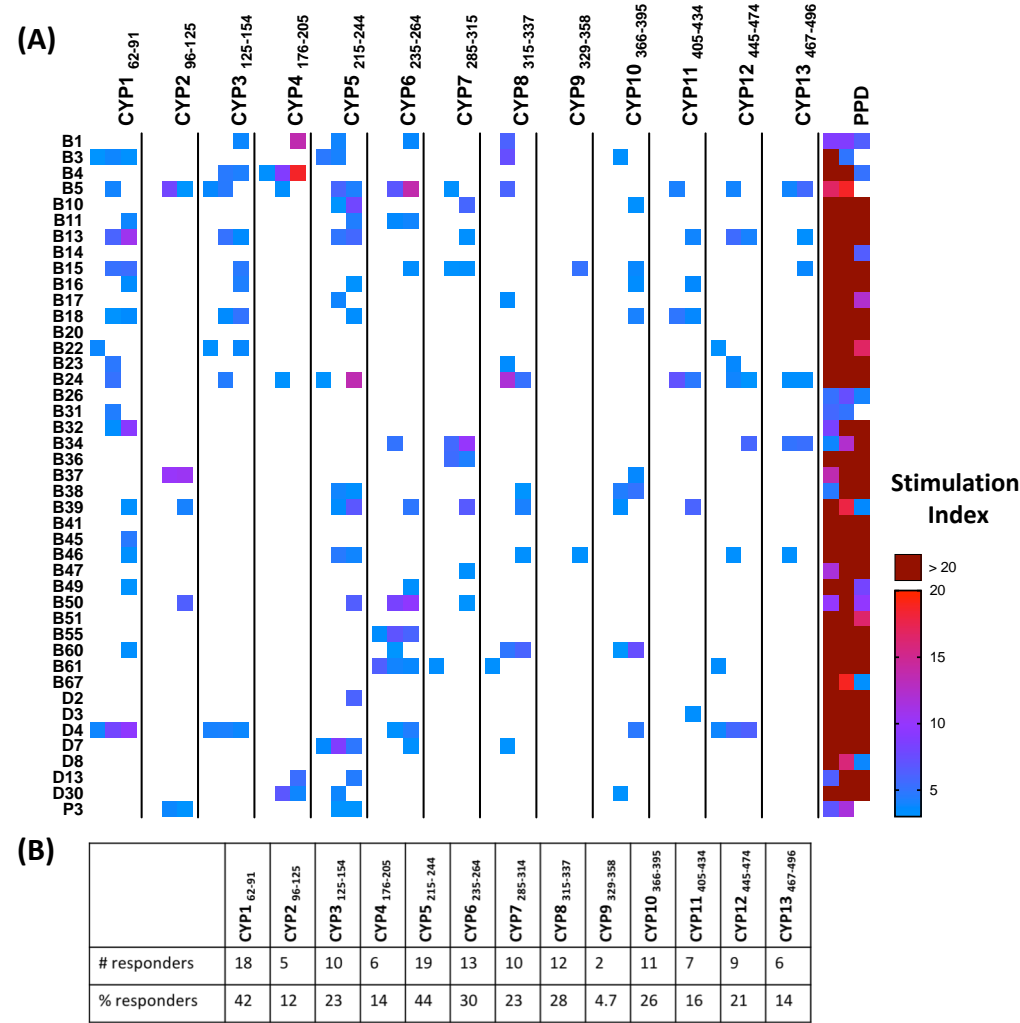 (A)
CYP1 62-91 CYP2 96-125 CYP3 125-154 CYP4 176-205 CYP5 215-244 CYP6 235-264 CYP7 285-315 CYP8 315-337 CYP9 329-358 CYP10 366-395 CYP11 405-434 CYP12 445-474 CYP13 467-496 PPD
B1
B3
B4
B5
B10
B11
B13
B14
B15
B16
B17
B18
B20
B22
B23
B24
B26
B31
B32
B34
B36
B37
B38
B39
B41
B45
B46
B47
B49
B50
B51
B55
B60
B61
B67
D2
D3
D4
D7
D8
D13
D30
P3
Stimulation
Index
> 20
20
15
10
5
(B)
CYP1 62-91 CYP2 96-125 CYP3 125-154 CYP4 176-205 CYP5 215- 244 CYP6 235-264 CYP7 285-314 CYP8 315-337 CYP9 329-358 CYP10 366-395 CYP11 405-434 CYP12 445-474 CYP13 467-496
# responders 18 5 10 6 19 13 10 12 2 11 7 9 6
% responders 42 12 23 14 44 30 23 28 4.7 26 16 21 14